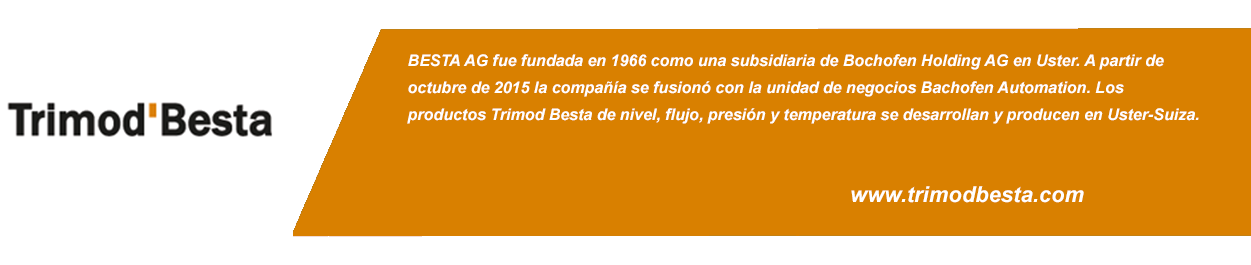 Trimod'Besta
BESTA AG fue fundada en 1966 como una subsidiaria de Bochofen Holding AG en Uster. A partir de
octubre de 2015 la compañía se fusionó con la unidad de negocios Bachofen Automation. Los
productos Trimod Besta de nivel, flujo, presión y temperatura se desarrollan y producen en Uster-Suiza.
www.trimodbesta.com